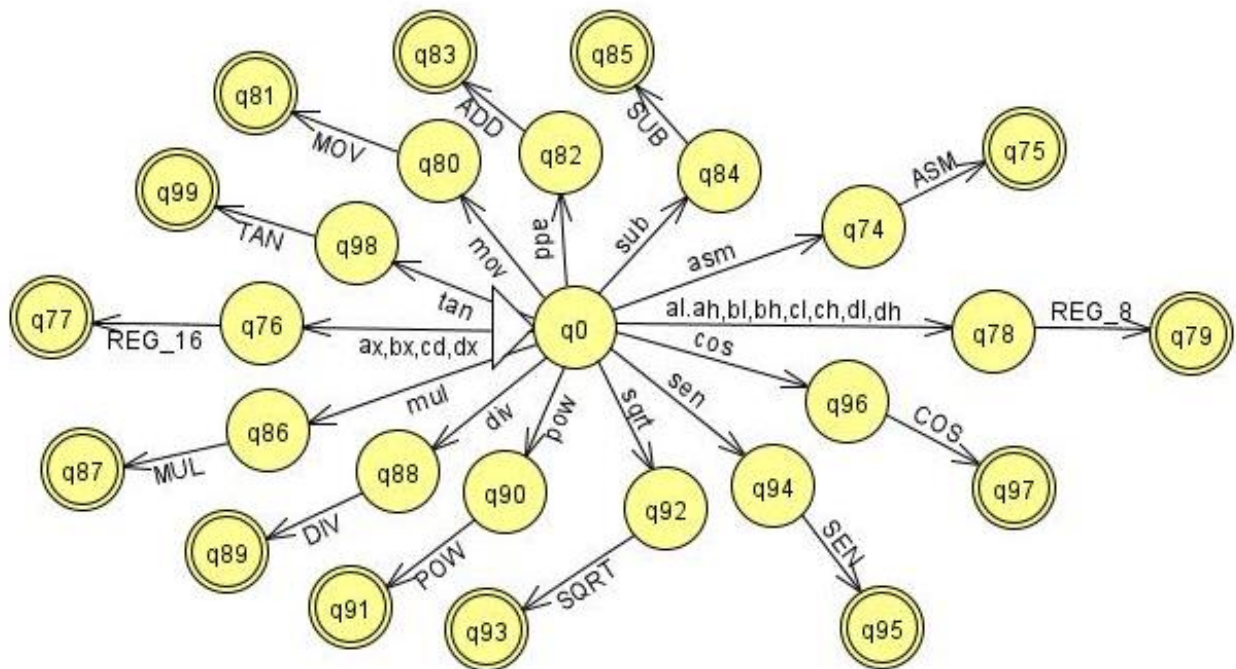 q83
q85
q81
ADD
SUB
MOV
q82
q80
q84
q75
ASM
q99
TAN
q98
q74
mov
add
sub
asm
tan
q77
REG_16
q76
ax,bx,cd,dx
q0
al.ah,bl,bh,cl,ch,dl,dh
q78
REG_8
q79
cos
mul
div
pow
sqrt
sen
q96
COS
q86
MUL
q87
q88
q90
q92
q94
q97
DIV
q89
POW
q91
SQRT
q93
SEN
q95